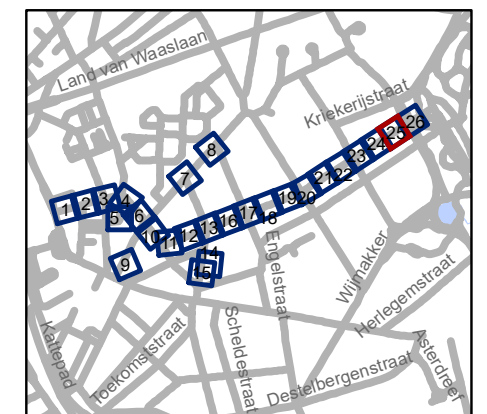 Land van Waaslaan
Kriekerijstraat
8
7
1
2
3
4
5
6
9
10
11
12
13
14
15
16
17
18
19
20
21
22
23
24
25
26
Engelstraat
Wijmakker
Herlegemstraat
Kattepad
Toekomststraat
Scheldestraat
Destelbergenstraat
Asterdreef